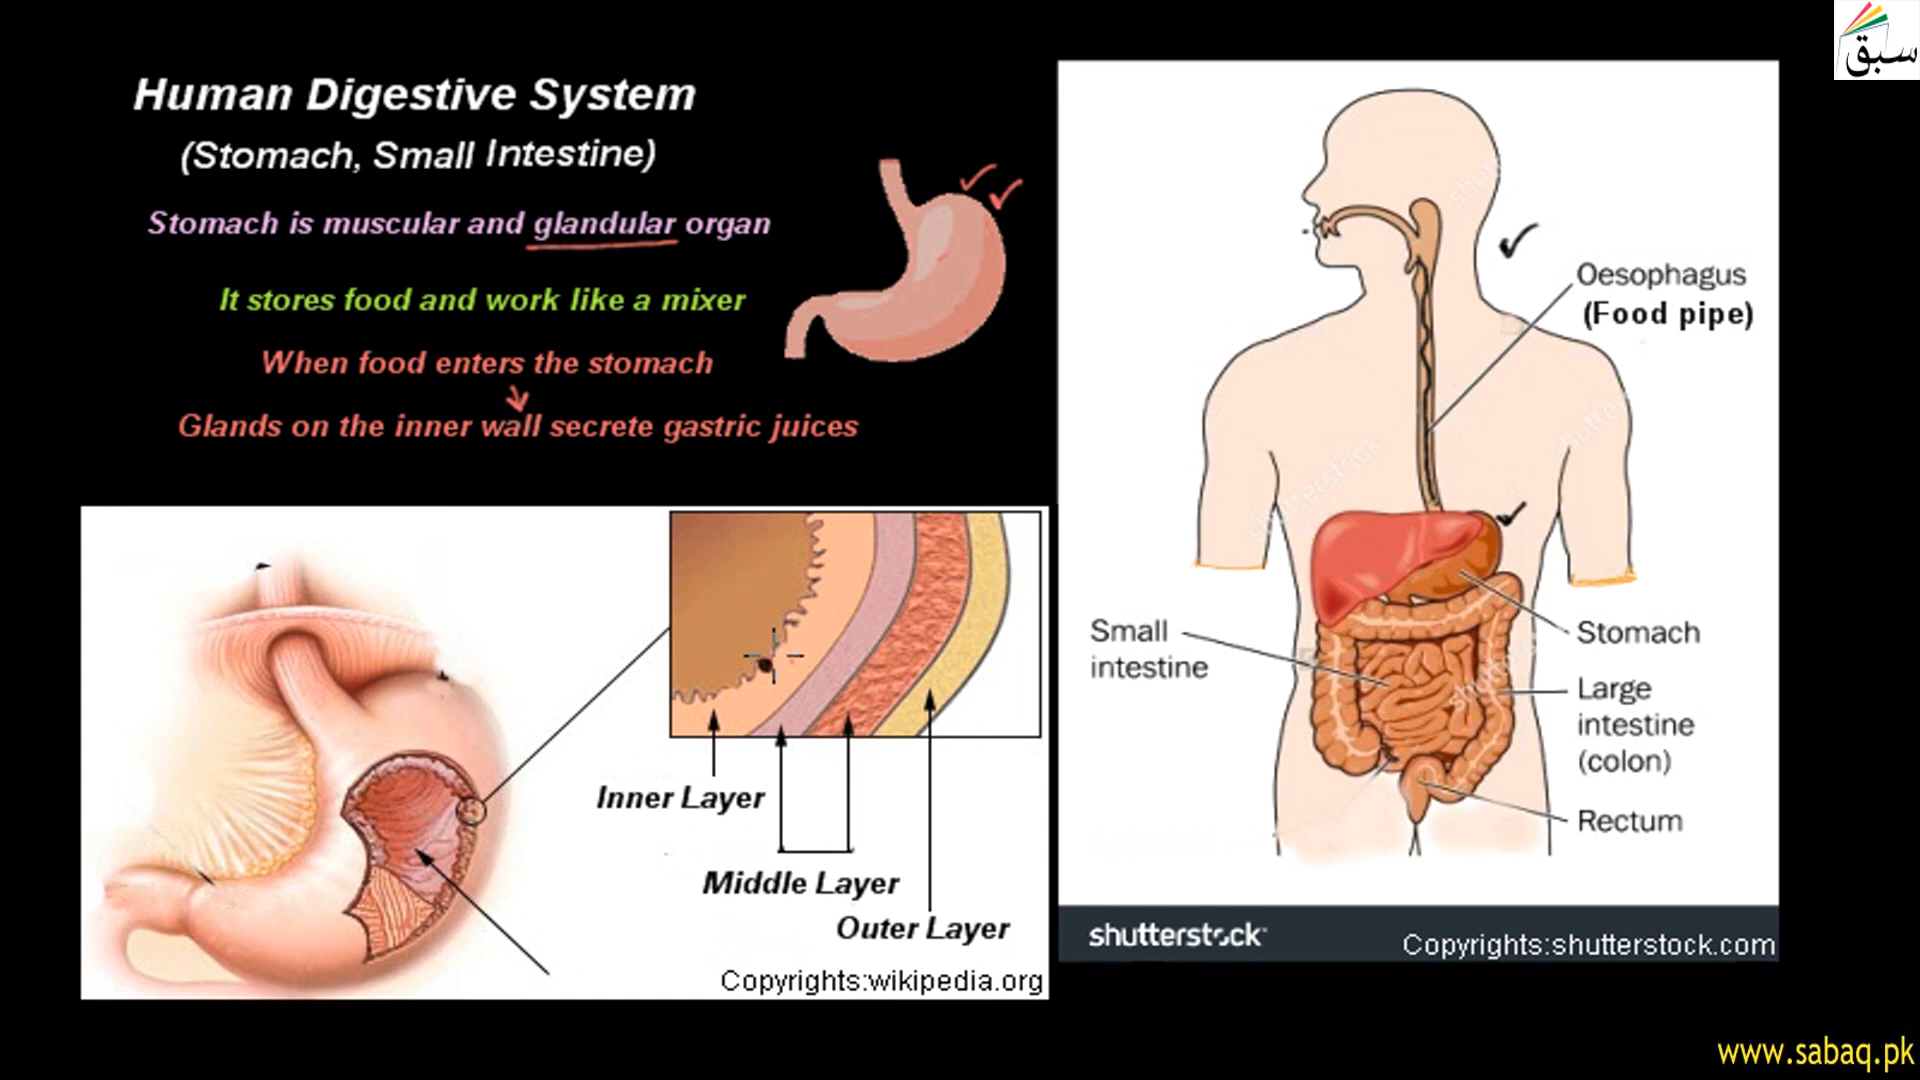 سبق
Human Digestive System
(Stomach, Small Intestine)
Stomach is muscular and glandular organ
It stores food and work like a mixer
When food enters the stomach
Glands on the inner wall secrete gastric juices
Inner Layer
Middle Layer
Outer Layer
Copyrights:wikipedia.org
Oesophagus
(Food pipe)
Small
intestine
Stomach
Large
intestine
(colon)
Rectum
shutterstock
shutterstock
shutterstock
Copyrights:shutterstock.com
www.sabaq.pk